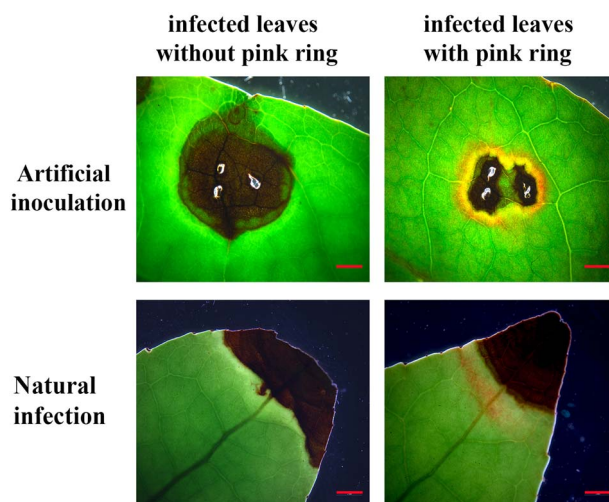 infected leaves
without pink ring
infected leaves
with pink ring
Artificial
inoculation
Natural
infection